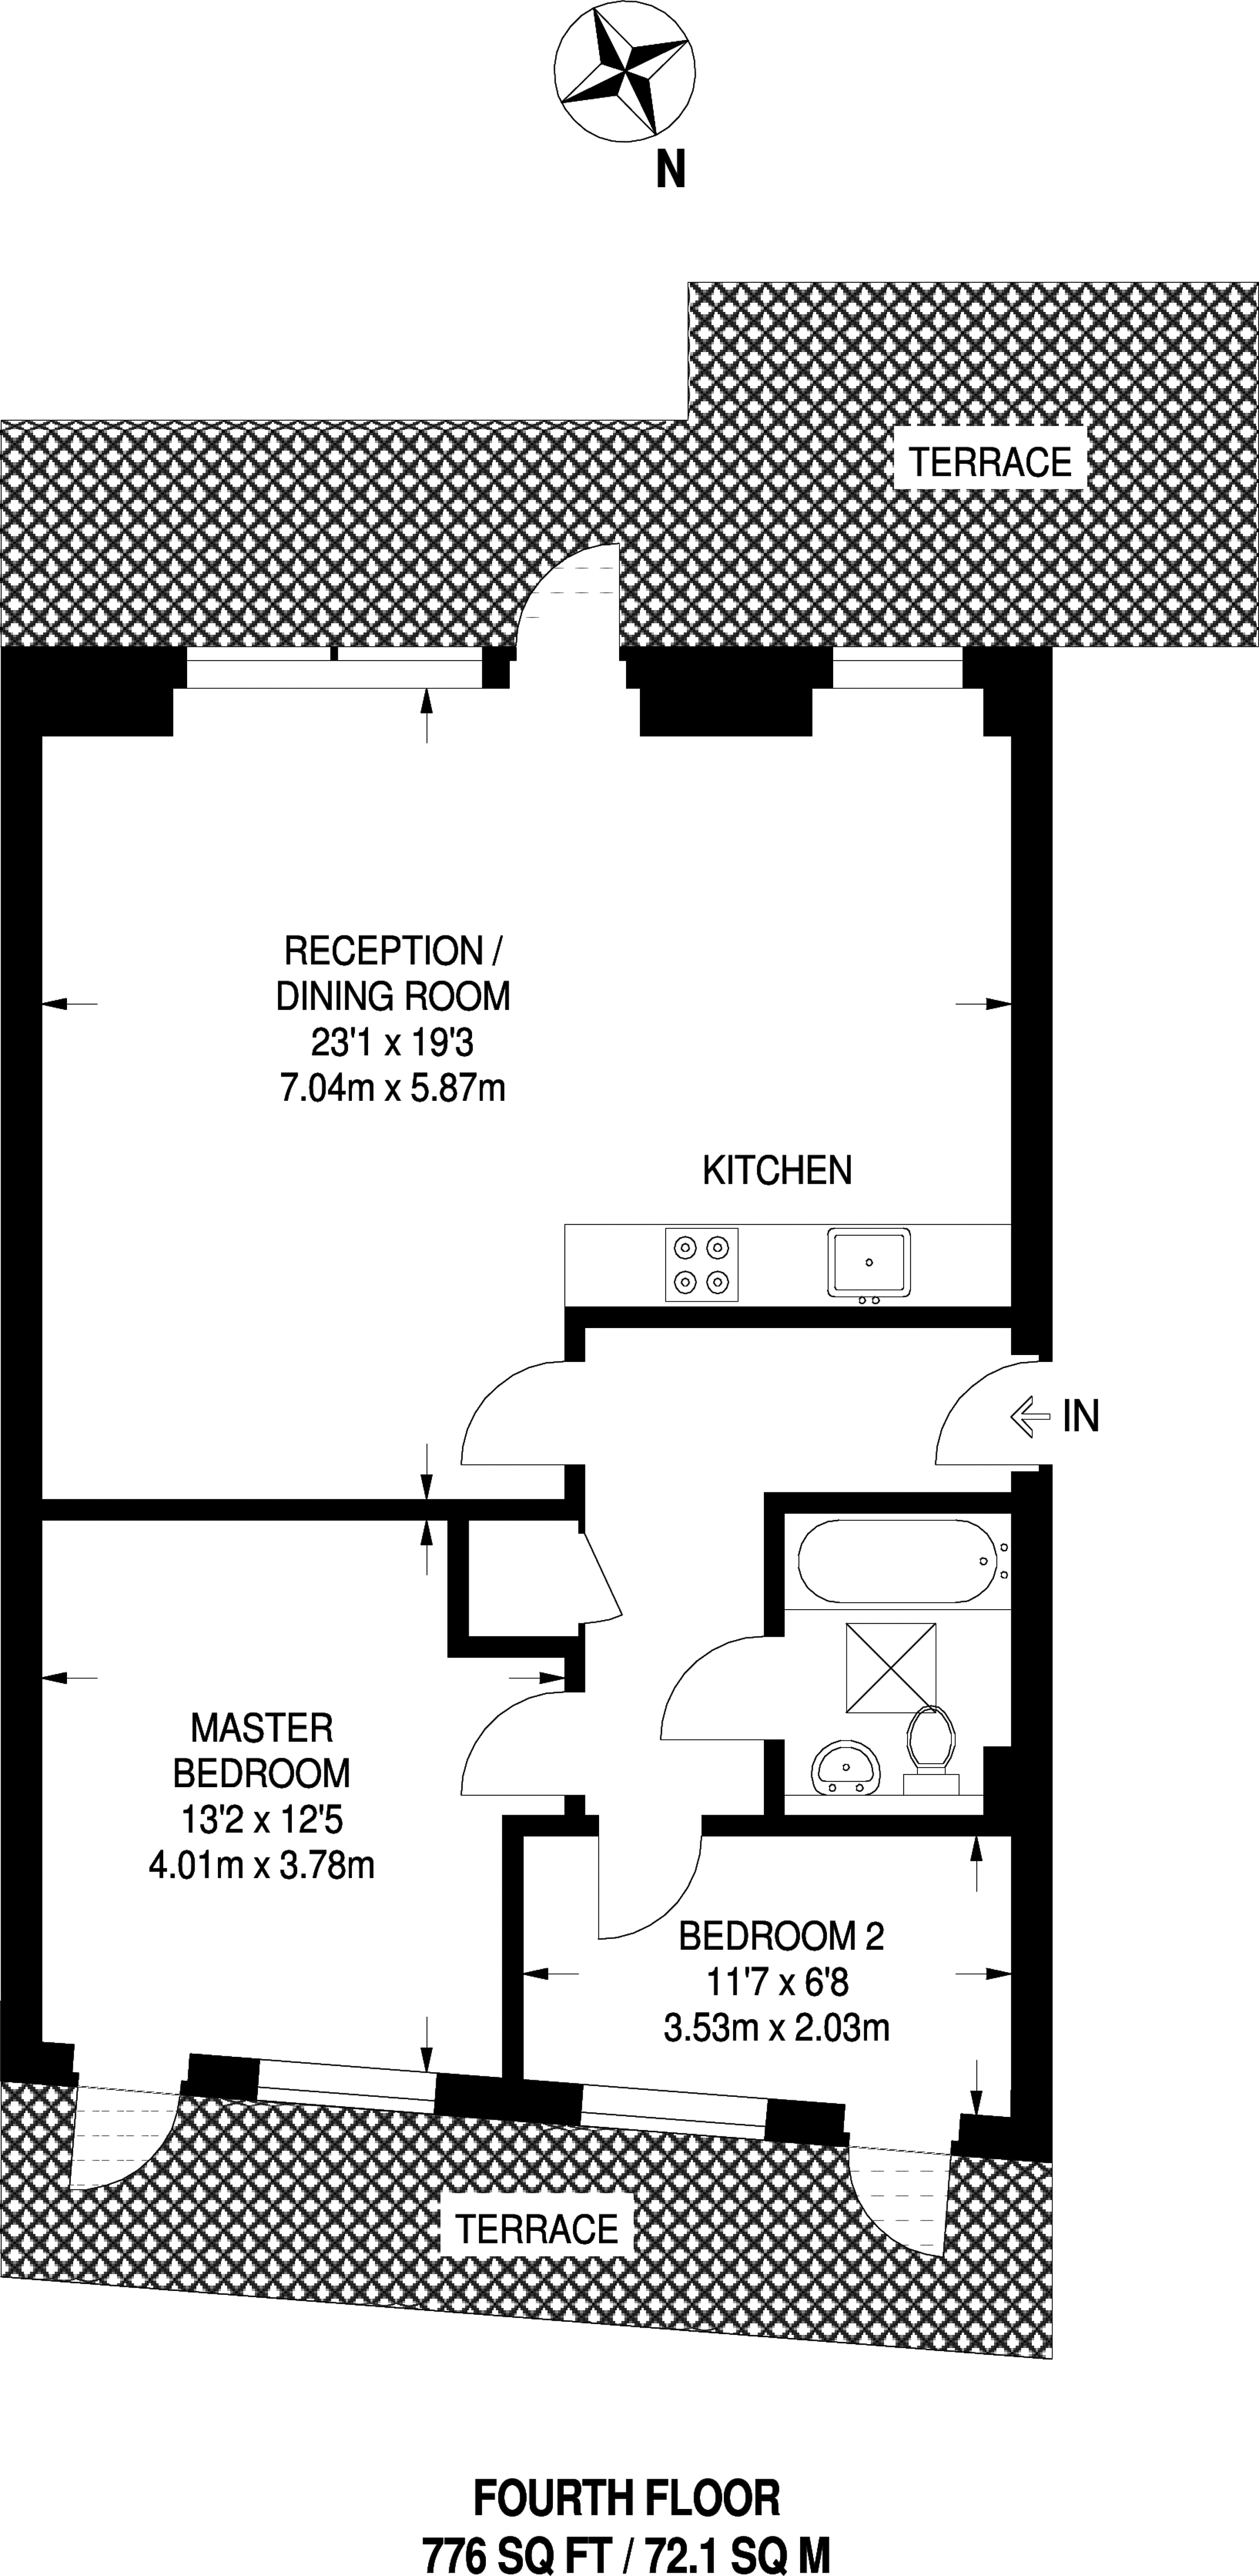 N
TERRACE
RECEPTION /
DINING ROOM
23'1 x 19'3
7.04m x 5.87m
KITCHEN
IN
MASTER
BEDROOM
13'2 x 12'5
4.01m x 3.78m
BEDROOM 2
11'7 x 6'8
3.53m x 2.03m
TERRACE
FOURTH FLOOR
776 SQ FT / 72.1 SQ M